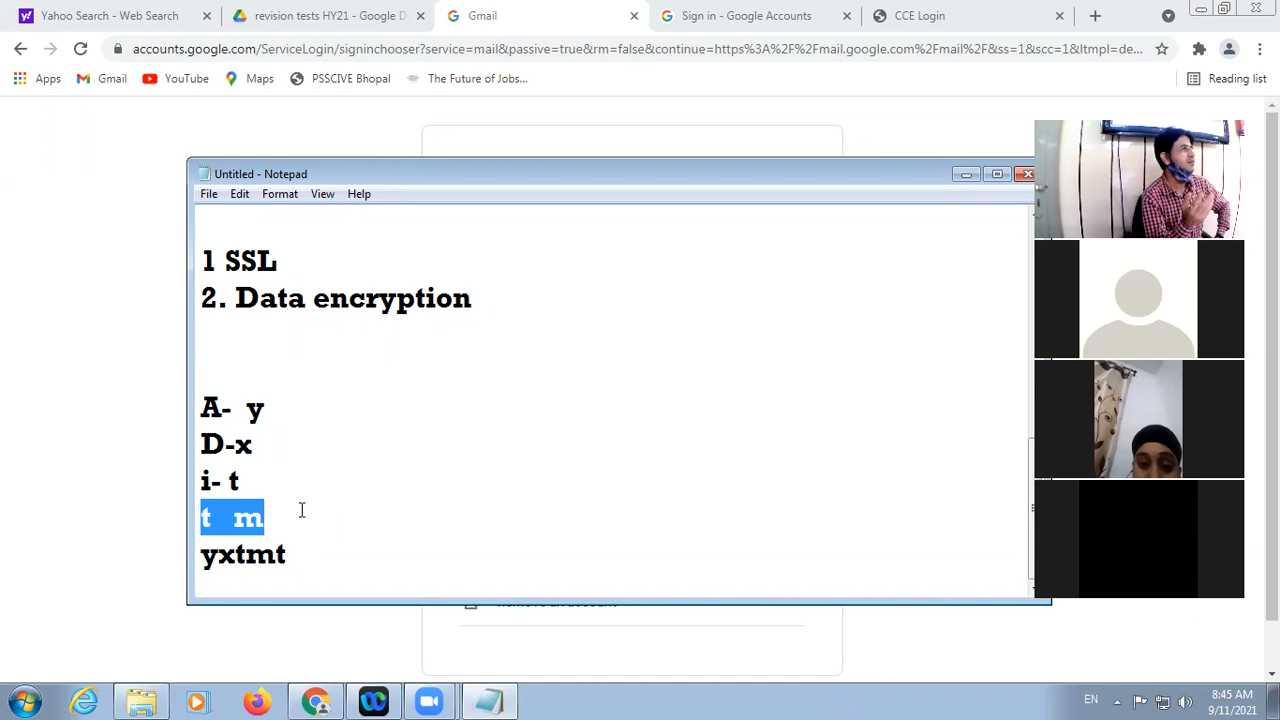 Yahoo Search - Web Search
revision tests HY21 - Google D
Gmail
Sign in - Google Accounts
CCE Login
accounts.google.com/ServiceLogin/signinchooser?service=mail&passive=true&rm=false&continue=https%3A%2F%2Fmail.google.com%2Fmail%2F&ss=1&scc=1&ltmpl=de...
Apps
Gmail
YouTube
Maps
PSSCIVE Bhopal
The Future of Jobs...
Reading list
Untitled - Notepad
File Edit Format View Help
1 SSL
2. Data encryption
A- y
D-x
i- t
t m
yxtmt
Remove an account
EN
8:45 AM
9/11/2021